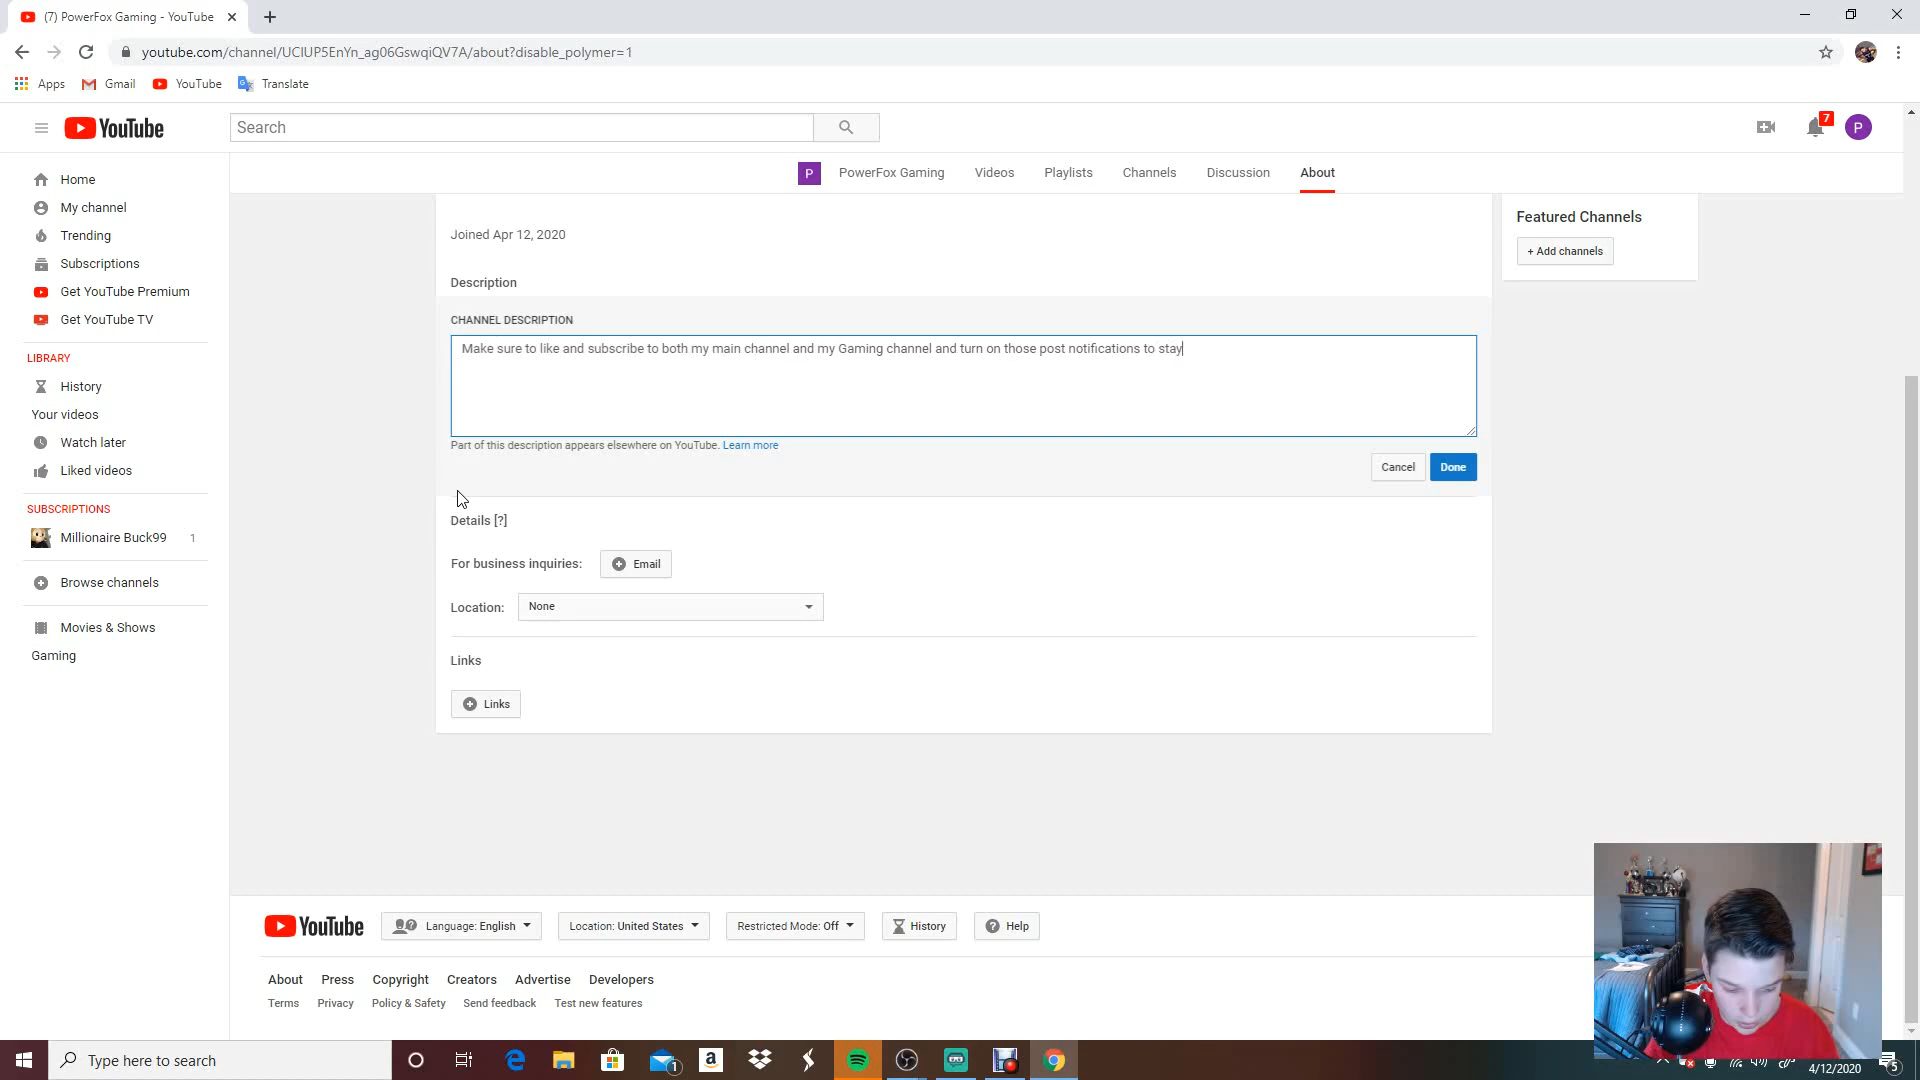 (7) PowerFox Gaming - YouTube
youtube.com/channel/UCIUP5EnYn_ag06GswqiQV7A/about?disable_polymer=1
Apps Gmail YouTube Translate
YouTube Search 7 P
P PowerFox Gaming Videos Playlists Channels Discussion About
Home
My channel
Trending
Subscriptions
Get YouTube Premium
Get YouTube TV
LIBRARY
History
Your videos
Watch later
Liked videos
SUBSCRIPTIONS
Millionaire Buck99 1
Browse channels
Movies & Shows
Gaming
Joined Apr 12, 2020
Description
CHANNEL DESCRIPTION
Make sure to like and subscribe to both my main channel and my Gaming channel and turn on those post notifications to stay
Part of this description appears elsewhere on YouTube. Learn more
Cancel Done
Details [?]
For business inquiries: Email
Location: None
Links
Links
Featured Channels
+ Add channels
YouTube Language: English Location: United States Restricted Mode: Off History Help
About Press Copyright Creators Advertise Developers
Terms Privacy Policy & Safety Send feedback Test new features
Type here to search
1
a
4/12/2020
5